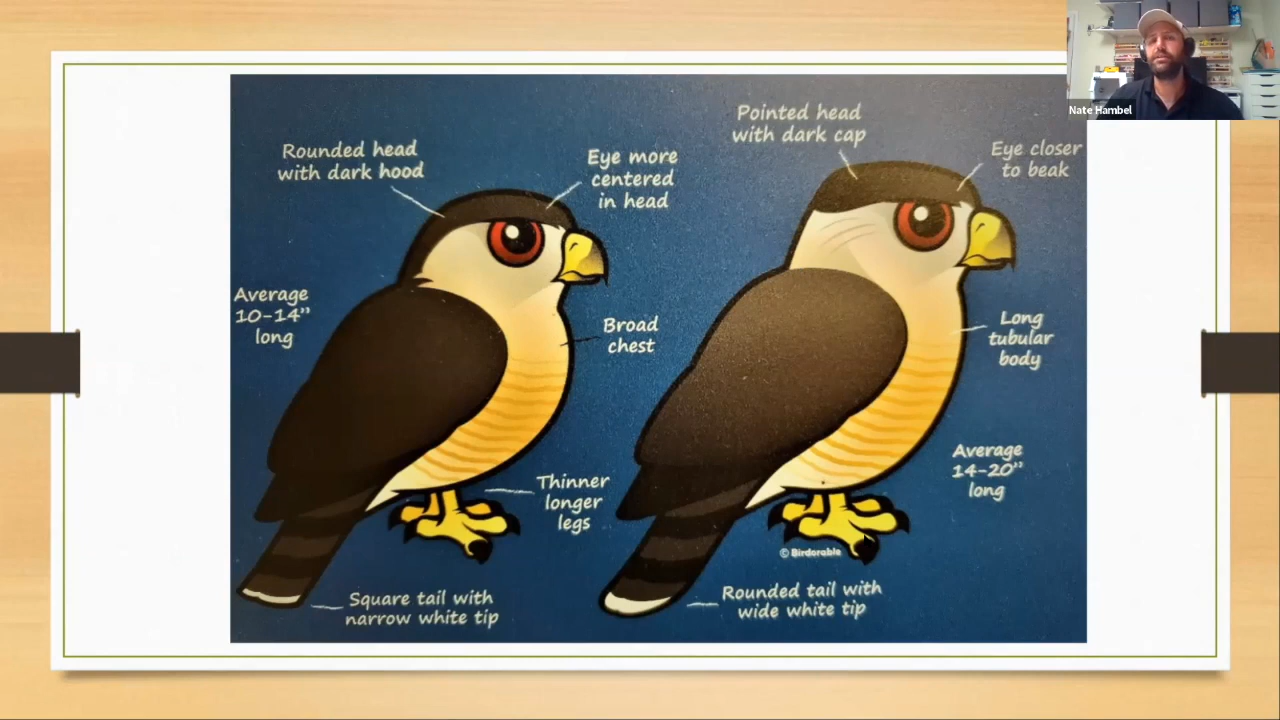 Nate Hambel
Rounded head
with dark hood
Eye more
centered
in head
Average
10-14”
long
Broad
chest
Thinner
longer
legs
Square tail with
narrow white tip
Pointed head
with dark cap
Eye closer
to beak
Long
tubular
body
Average
14-20”
long
© Birdorable
Rounded tail with
wide white tip